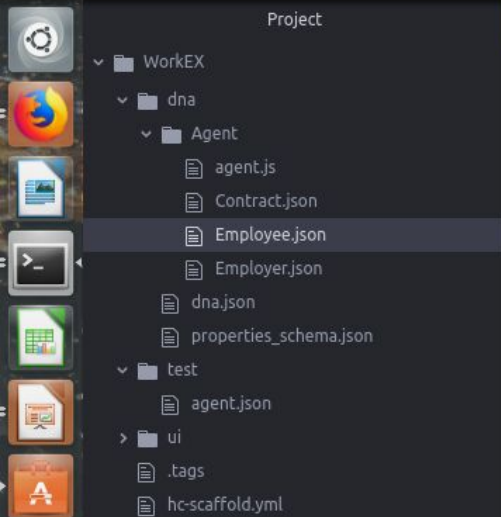 Project
WorkEX
dna
Agent
agent.js
Contract.json
Employee.json
Employer.json
dna.json
properties_schema.json
test
agent.json
ui
.tags
hc-scaffold.yml